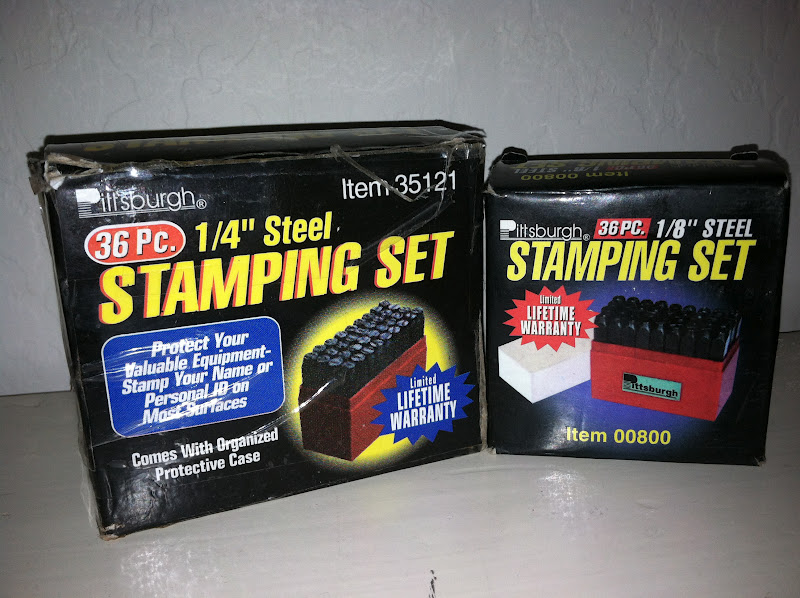 Pittsburgh®
Item 35121
36 Pc. 1/4" Steel
STAMPING SET
Protect Your
Valuable Equipment-
Stamp Your Name or
Personal ID on
Most Surfaces
Comes With Organized
Protective Case
Limited
LIFETIME
WARRANTY
Pittsburgh® 36 PC. 1/8" STEEL
STAMPING SET
Limited
LIFETIME
WARRANTY
Pittsburgh
Item 00800